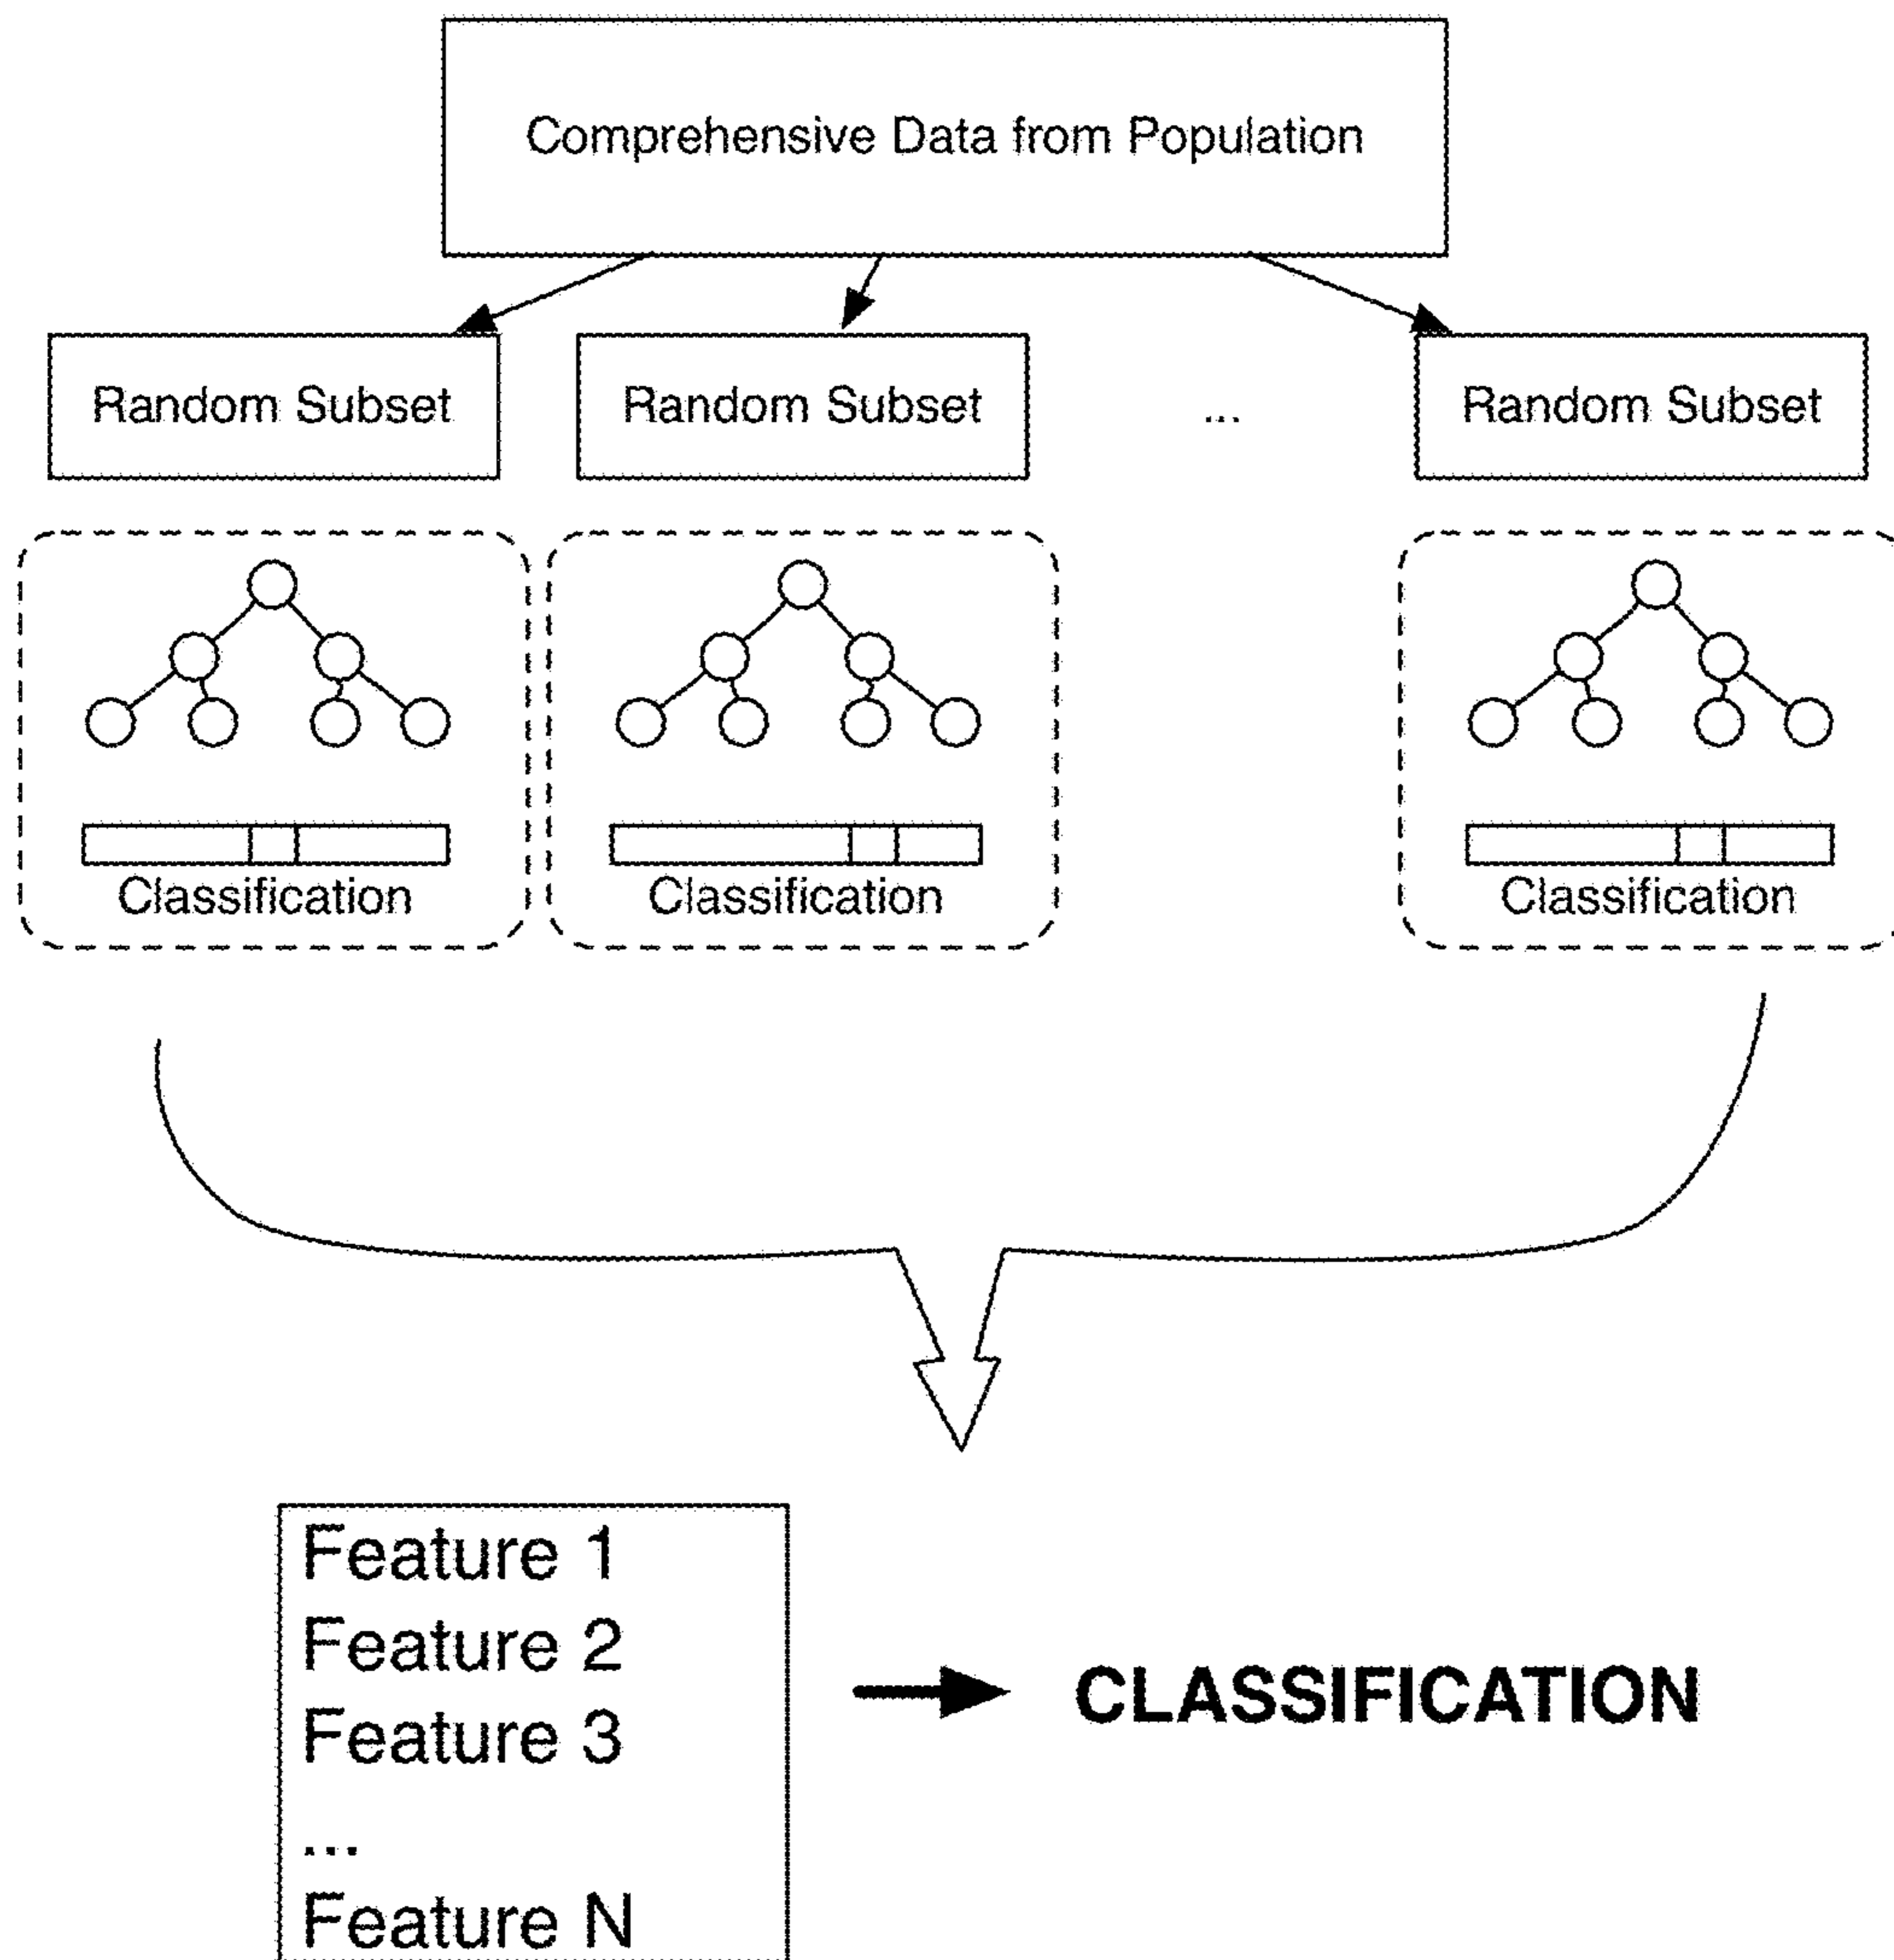 Comprehensive Data from Population
Random Subset
Random Subset
...
Random Subset
Classification
Classification
Classification
Feature 1
Feature 2
Feature 3
...
Feature N
CLASSIFICATION